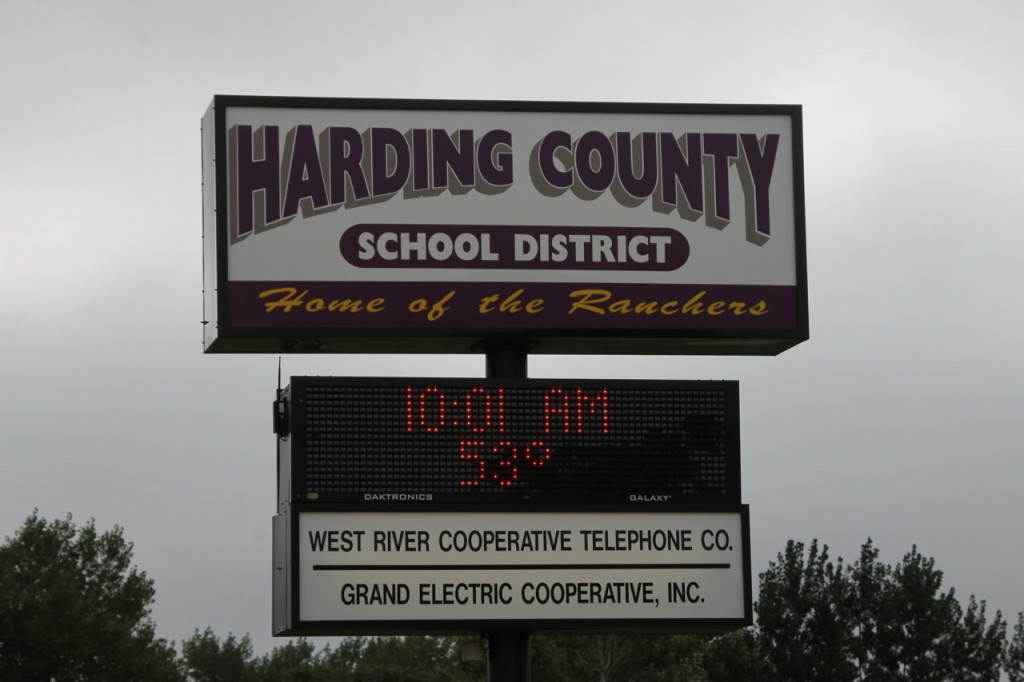 HARDING COUNTY
SCHOOL DISTRICT
Home of the Ranchers
10:01 AM
53°
DAKTRONICS GALAXY®
WEST RIVER COOPERATIVE TELEPHONE CO.
GRAND ELECTRIC COOPERATIVE, INC.